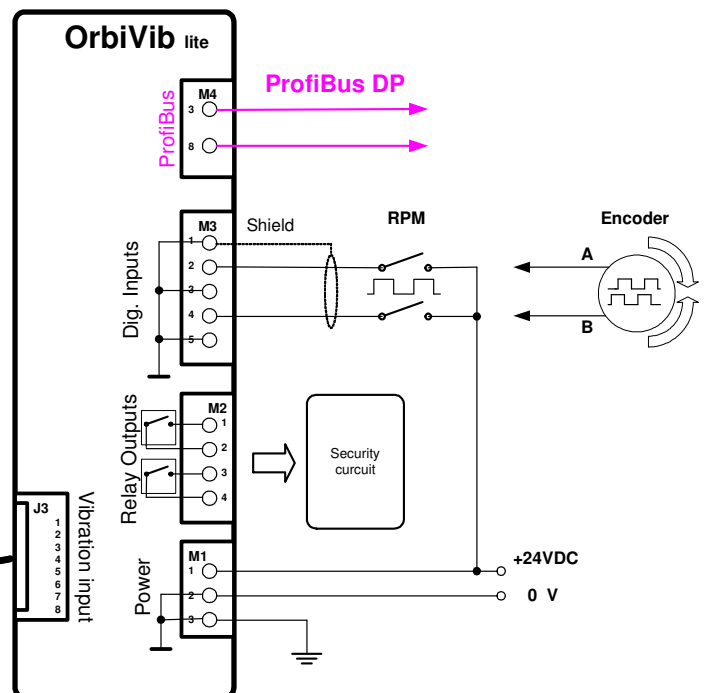 OrbiVib lite
ProfiBus
M4
3
8
ProfiBus DP
Dig. Inputs
M3
1
2
3
4
5
Shield
RPM
Encoder
A
B
Relay Outputs
M2
1
2
3
4
Security
curcuit
J3
1
2
3
4
5
6
7
8
Vibration input
Power
M1
1
2
3
+24VDC
0 V